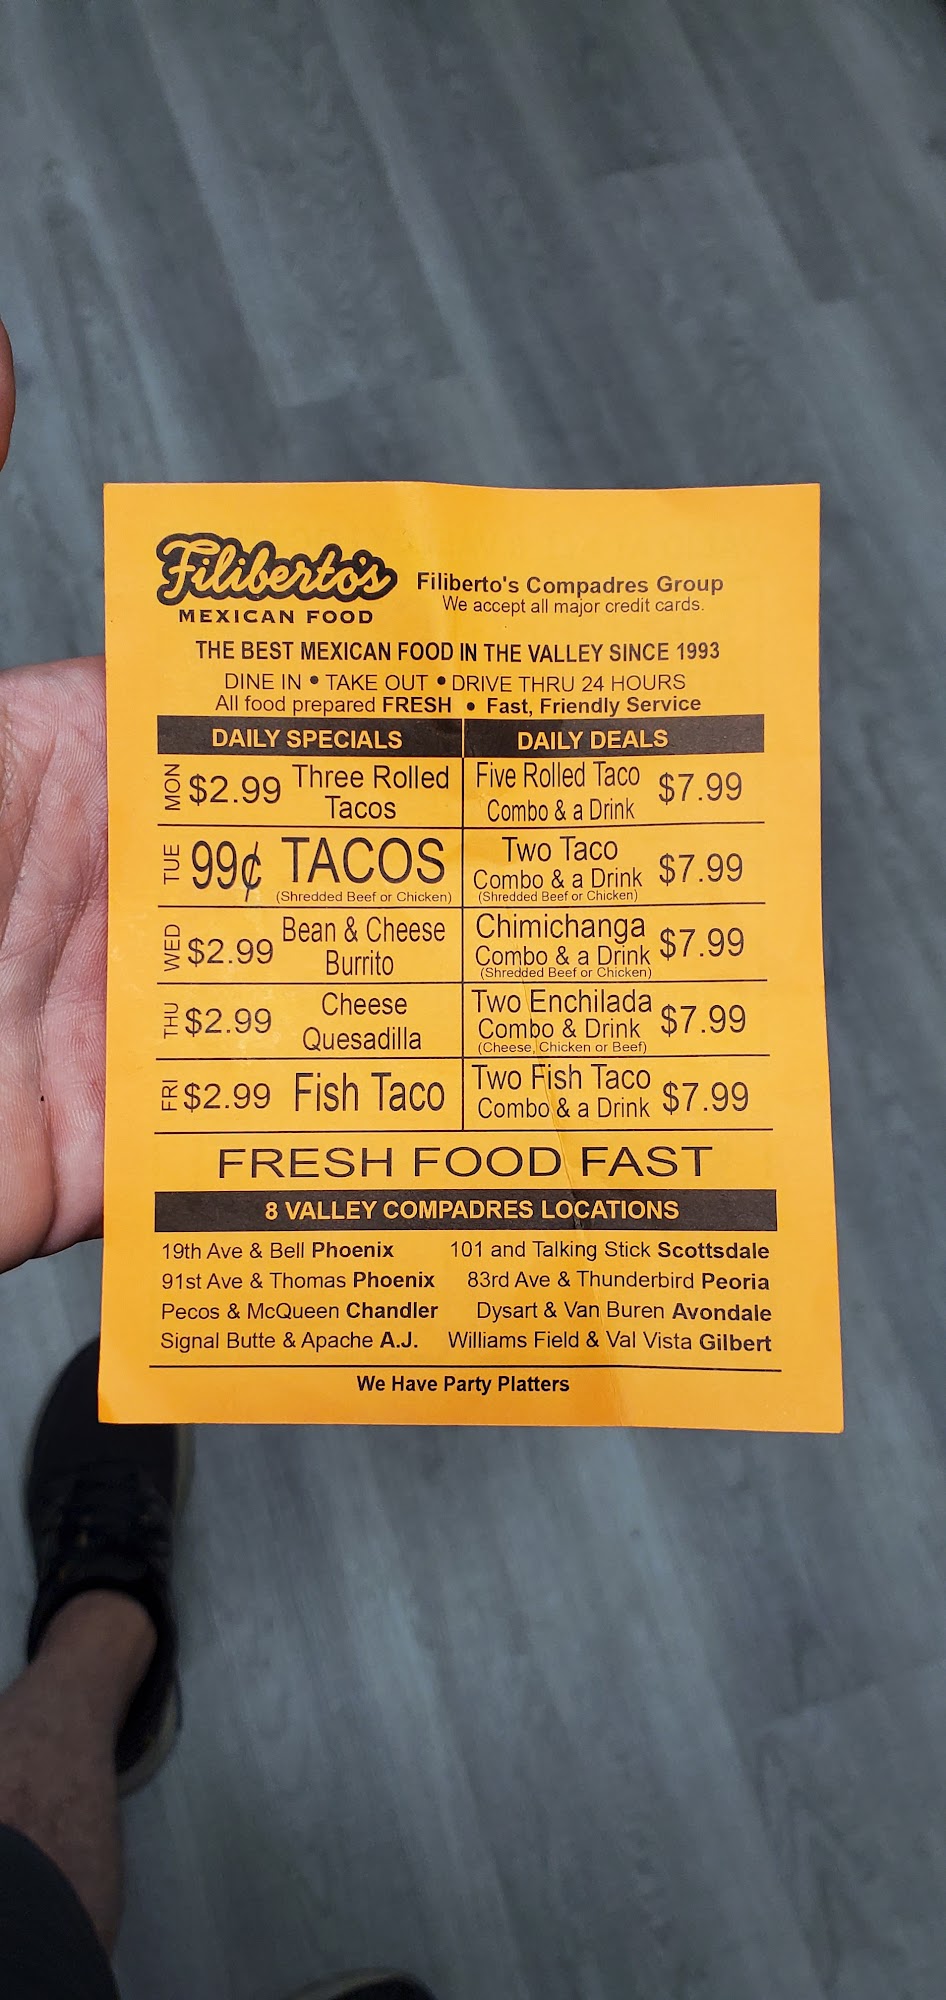 Filiberto's
MEXICAN FOOD
Filiberto's Compadres Group
We accept all major credit cards.
THE BEST MEXICAN FOOD IN THE VALLEY SINCE 1993
DINE IN • TAKE OUT • DRIVE THRU 24 HOURS
All food prepared FRESH • Fast, Friendly Service
DAILY SPECIALS DAILY DEALS
MON $2.99 Three Rolled
Tacos
Five Rolled Taco
Combo & a Drink $7.99
TUE 99¢ TACOS
(Shredded Beef or Chicken)
Two Taco
Combo & a Drink $7.99
(Shredded Beef or Chicken)
WED $2.99 Bean & Cheese
Burrito
Chimichanga
Combo & a Drink $7.99
(Shredded Beef or Chicken)
THU $2.99 Cheese
Quesadilla
Two Enchilada
Combo & Drink $7.99
(Cheese, Chicken or Beef)
FRI $2.99 Fish Taco
Two Fish Taco
Combo & a Drink $7.99
FRESH FOOD FAST
8 VALLEY COMPADRES LOCATIONS
19th Ave & Bell Phoenix 101 and Talking Stick Scottsdale
91st Ave & Thomas Phoenix 83rd Ave & Thunderbird Peoria
Pecos & McQueen Chandler Dysart & Van Buren Avondale
Signal Butte & Apache A.J. Williams Field & Val Vista Gilbert
We Have Party Platters